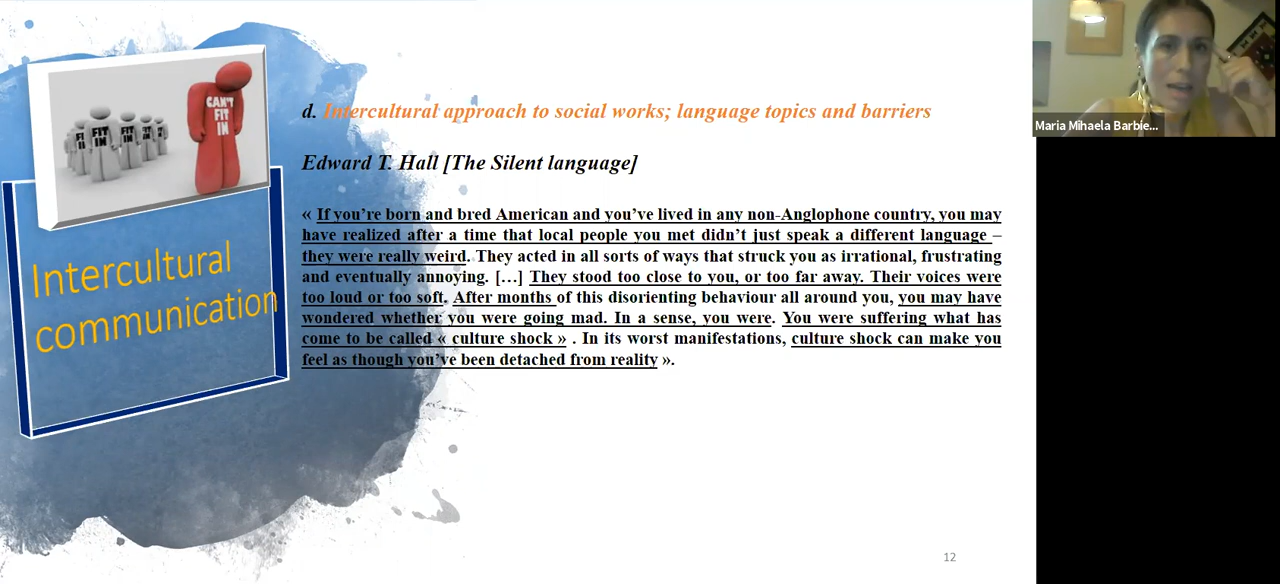 CAN'T
FIT
IN
FIT
IN
FIT
IN
FIT
IN
Intercultural
communication
d. Intercultural approach to social works; language topics and barriers
Edward T. Hall [The Silent language]
« If you're born and bred American and you've lived in any non-Anglophone country, you may
have realized after a time that local people you met didn't just speak a different language –
they were really weird. They acted in all sorts of ways that struck you as irrational, frustrating
and eventually annoying. […] They stood too close to you, or too far away. Their voices were
too loud or too soft. After months of this disorienting behaviour all around you, you may have
wondered whether you were going mad. In a sense, you were. You were suffering what has
come to be called « culture shock » . In its worst manifestations, culture shock can make you
feel as though you've been detached from reality ».
12
Maria Mihaela Barbie...